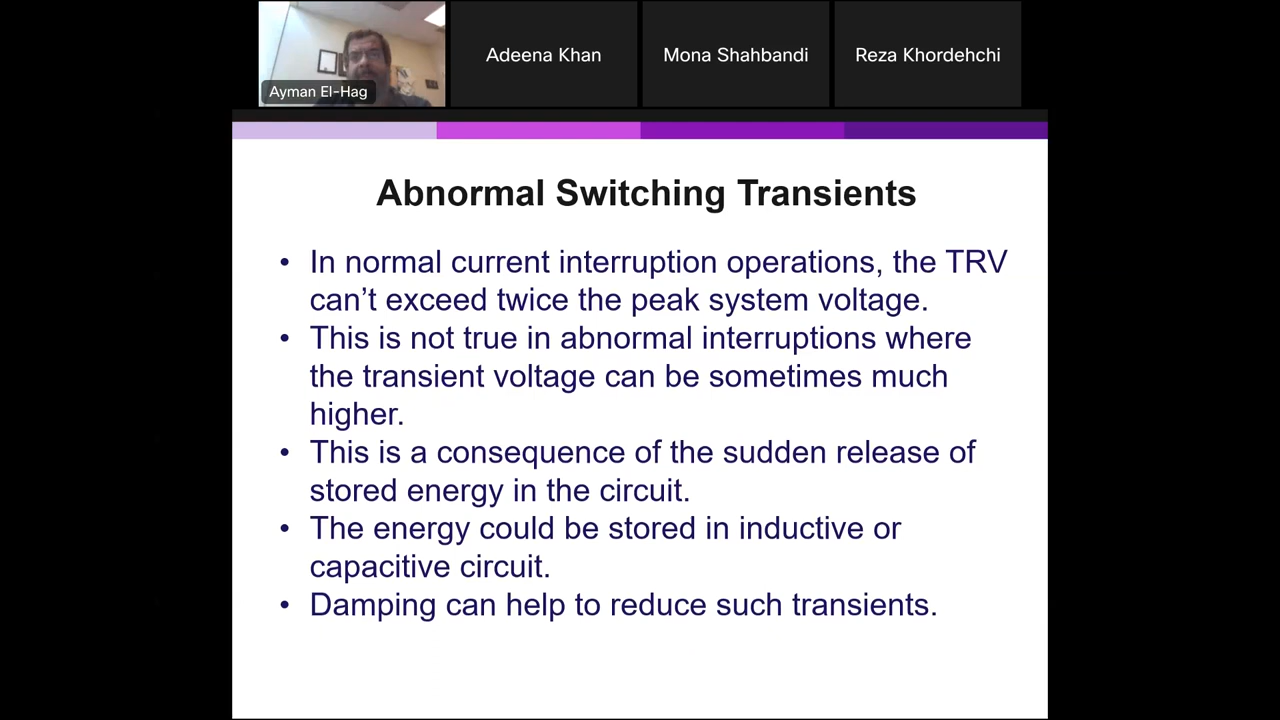 Ayman El-Hag
Adeena Khan
Mona Shahbandi
Reza Khordehchi
Abnormal Switching Transients
• In normal current interruption operations, the TRV
can’t exceed twice the peak system voltage.
• This is not true in abnormal interruptions where
the transient voltage can be sometimes much
higher.
• This is a consequence of the sudden release of
stored energy in the circuit.
• The energy could be stored in inductive or
capacitive circuit.
• Damping can help to reduce such transients.